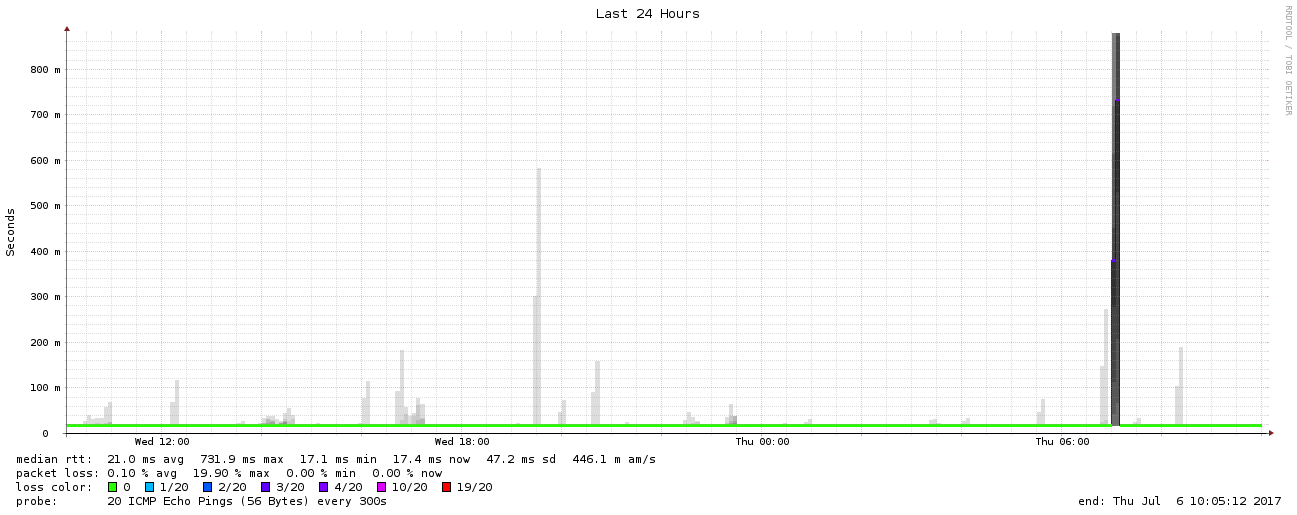 Last 24 Hours
RRDTOOL / TOBI OETIKER
Seconds
800 m
700 m
600 m
500 m
400 m
300 m
200 m
100 m
0
Wed 12:00 Wed 18:00 Thu 00:00 Thu 06:00
median rtt: 21.0 ms avg 731.9 ms max 17.1 ms min 17.4 ms now 47.2 ms sd 446.1 m am/s
packet loss: 0.10 % avg 19.90 % max 0.00 % min 0.00 % now
loss color: 0 1/20 2/20 3/20 4/20 10/20 19/20
probe: 20 ICMP Echo Pings (56 Bytes) every 300s end: Thu Jul 6 10:05:12 2017